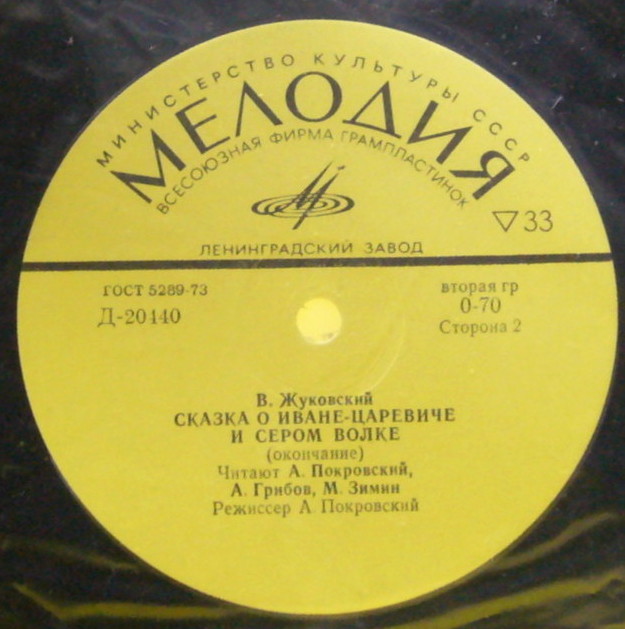 МИНИСТЕРСТВО КУЛЬТУРЫ СССР
МЕЛОДИЯ
ВСЕСОЮЗНАЯ ФИРМА ГРАМПЛАСТИНОК
▽33
ЛЕНИНГРАДСКИЙ ЗАВОД
ГОСТ 5289-73
Д-20140
вторая гр
0-70
Сторона 2
В. Жуковский
СКАЗКА О ИВАНЕ-ЦАРЕВИЧЕ
И СЕРОМ ВОЛКЕ
(окончание)
Читают А. Покровский,
А. Грибов, М. Зимин
Режиссер А. Покровский